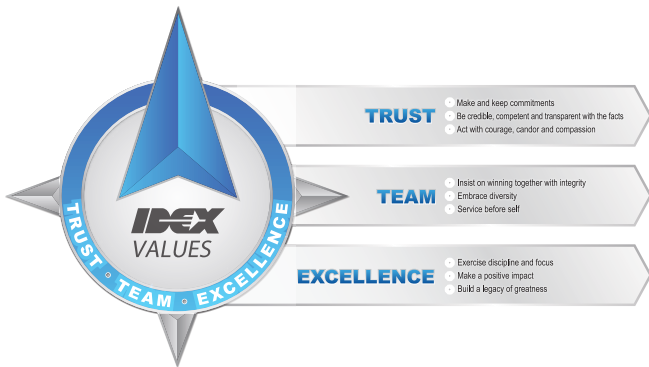 IDEX
VALUES
TRUST • TEAM • EXCELLENCE
TRUST
Make and keep commitments
Be credible, competent and transparent with the facts
Act with courage, candor and compassion
TEAM
Insist on winning together with integrity
Embrace diversity
Service before self
EXCELLENCE
Exercise discipline and focus
Make a positive impact
Build a legacy of greatness